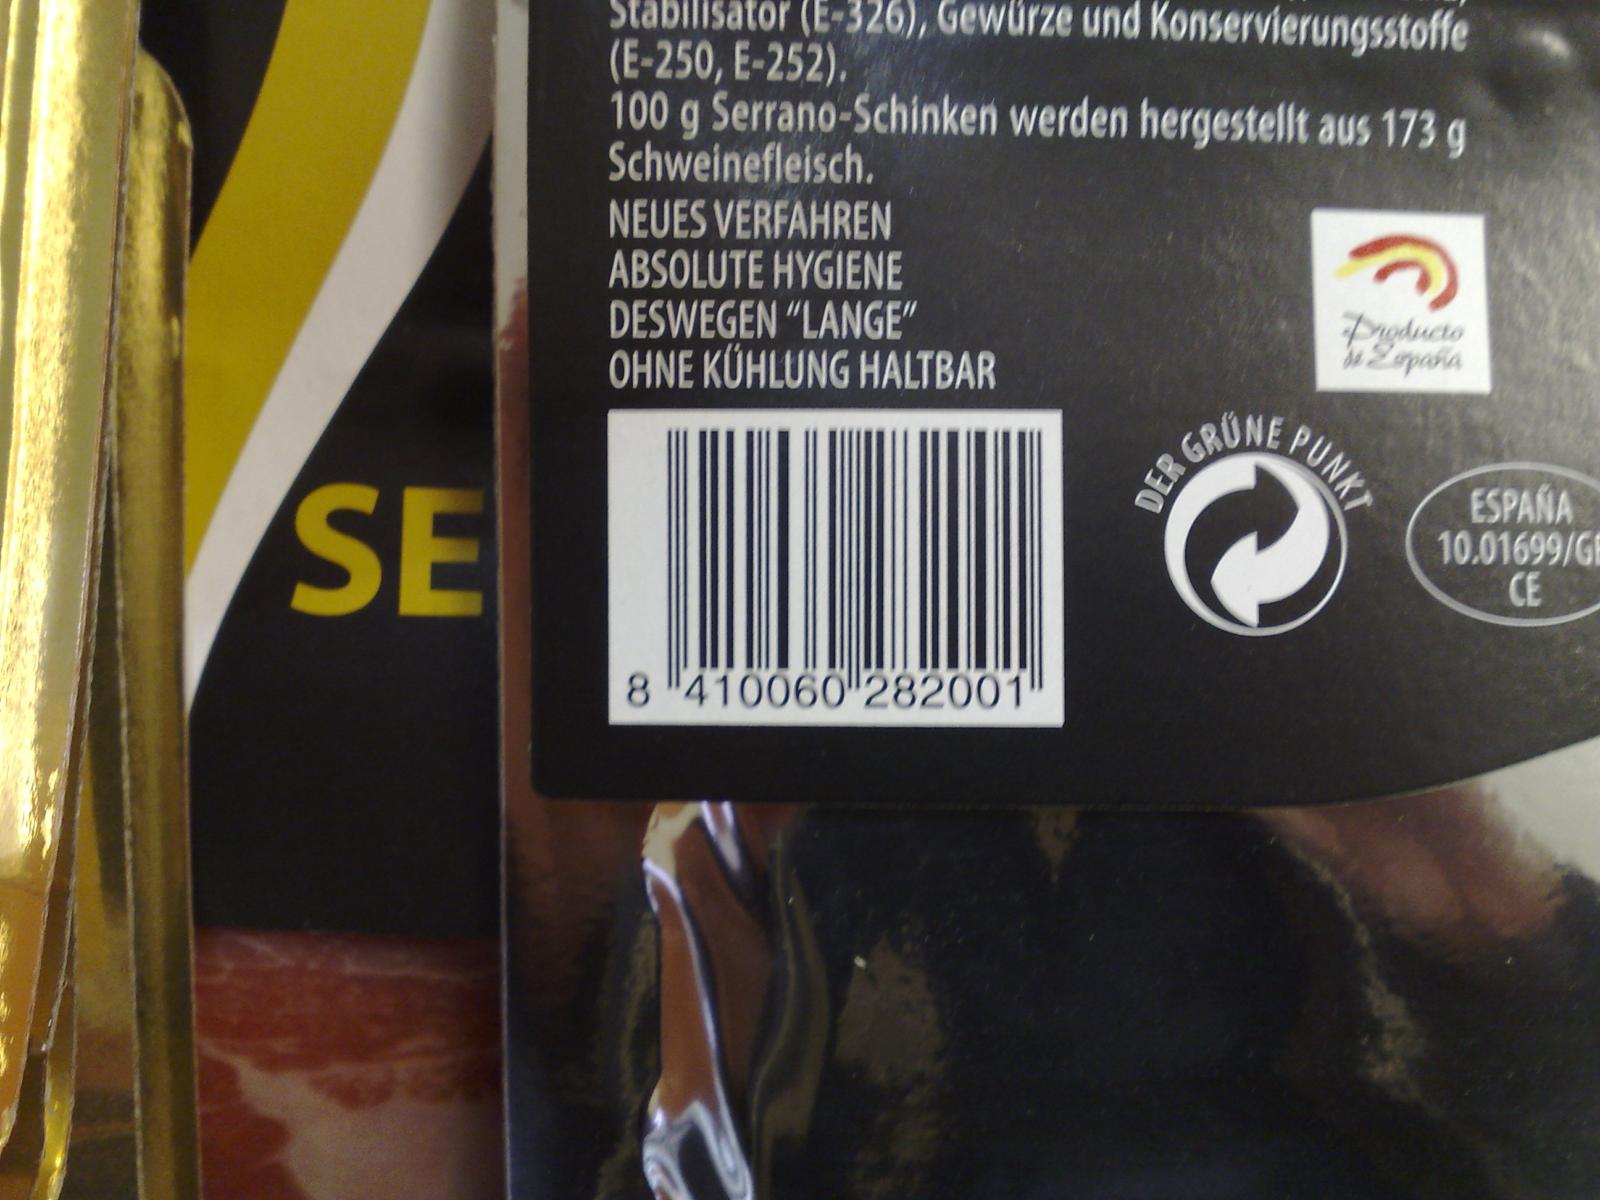 Stabilisator (E-326), Gewürze und Konservierungsstoffe
(E-250, E-252).
100 g Serrano-Schinken werden hergestellt aus 173 g
Schweinefleisch.
NEUES VERFAHREN
ABSOLUTE HYGIENE
DESWEGEN "LANGE"
OHNE KÜHLUNG HALTBAR
Producto
de España
DER GRÜNE PUNKT
ESPAÑA
10.01699/GR
CE
SE
8 410060 282001